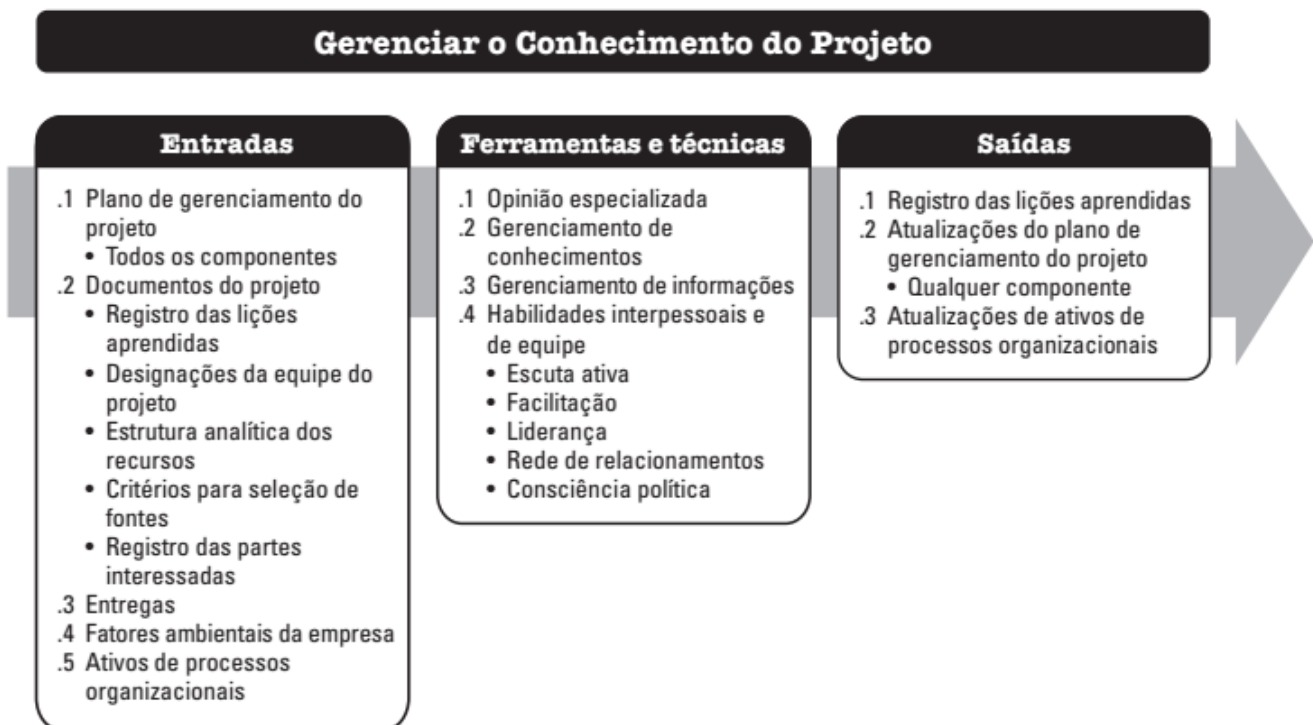 Gerenciar o Conhecimento do Projeto
Entradas
.1 Plano de gerenciamento do
projeto
• Todos os componentes
.2 Documentos do projeto
• Registro das lições
aprendidas
• Designações da equipe do
projeto
• Estrutura analítica dos
recursos
• Critérios para seleção de
fontes
• Registro das partes
interessadas
.3 Entregas
.4 Fatores ambientais da empresa
.5 Ativos de processos
organizacionais
Ferramentas e técnicas
.1 Opinião especializada
.2 Gerenciamento de
conhecimentos
.3 Gerenciamento de informações
.4 Habilidades interpessoais e
de equipe
• Escuta ativa
• Facilitação
• Liderança
• Rede de relacionamentos
• Consciência política
Saídas
.1 Registro das lições aprendidas
.2 Atualizações do plano de
gerenciamento do projeto
• Qualquer componente
.3 Atualizações de ativos de
processos organizacionais